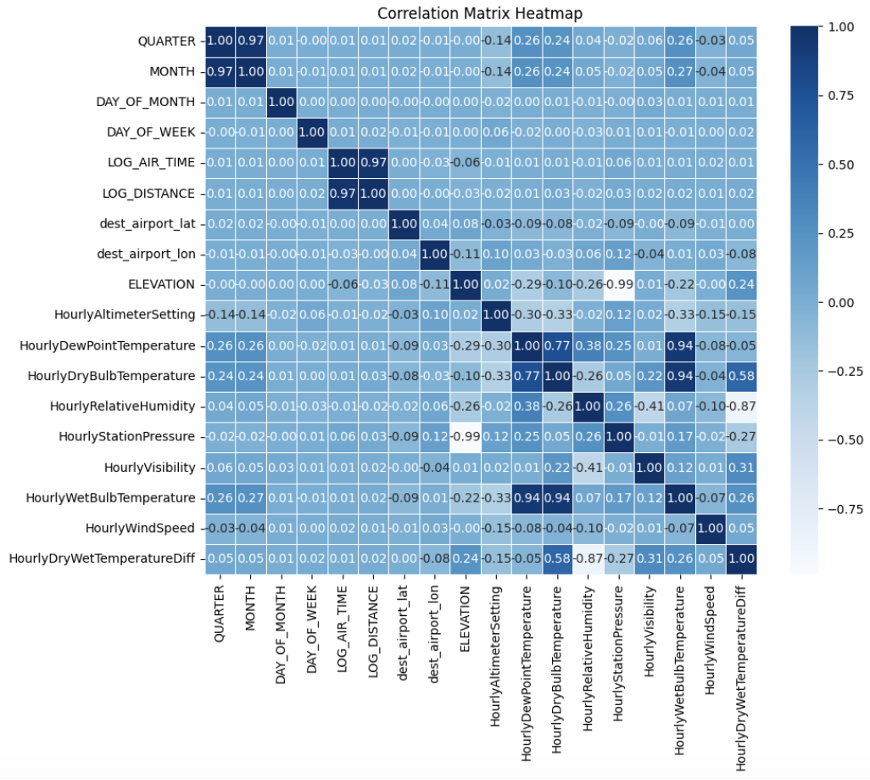 Correlation Matrix Heatmap
QUARTER 1.00 0.97 0.01 -0.00 0.01 0.01 0.02 -0.01 -0.00 -0.14 0.26 0.24 0.04 -0.02 0.06 0.26 -0.03 0.05
MONTH 0.97 1.00 0.01 -0.01 0.01 0.01 0.02 -0.01 -0.00 -0.14 0.26 0.24 0.05 -0.02 0.05 0.27 -0.04 0.05
DAY_OF_MONTH 0.01 0.01 1.00 0.00 0.00 0.00 -0.00 -0.00 0.00 -0.02 0.00 0.01 -0.01 -0.00 0.03 0.01 0.01 0.01
DAY_OF_WEEK -0.00 -0.01 0.00 1.00 0.01 0.02 -0.01 -0.01 0.00 0.06 -0.02 0.00 -0.03 0.01 0.01 -0.01 0.00 0.02
LOG_AIR_TIME 0.01 0.01 0.00 0.01 1.00 0.97 0.00 -0.03 -0.06 -0.01 0.01 0.01 -0.01 0.06 0.01 0.01 0.02 0.01
LOG_DISTANCE 0.01 0.01 0.00 0.02 0.97 1.00 0.00 -0.00 -0.03 -0.02 0.01 0.03 -0.02 0.03 0.02 0.02 0.01 0.02
dest_airport_lat 0.02 0.02 -0.00 -0.01 0.00 0.00 1.00 0.04 0.08 -0.03 -0.09 -0.08 -0.02 -0.09 -0.00 -0.09 -0.01 0.00
dest_airport_lon -0.01 -0.01 -0.00 -0.01 -0.03 -0.00 0.04 1.00 -0.11 0.10 0.03 -0.03 0.06 0.12 -0.04 0.01 0.03 -0.08
ELEVATION -0.00 -0.00 0.00 0.00 -0.06 -0.03 0.08 -0.11 1.00 0.02 -0.29 -0.10 -0.26 -0.99 0.01 -0.22 -0.00 0.24
HourlyAltimeterSetting -0.14 -0.14 -0.02 0.06 -0.01 -0.02 -0.03 0.10 0.02 1.00 -0.30 -0.33 -0.02 0.12 0.02 -0.33 -0.15 -0.15
HourlyDewPointTemperature 0.26 0.26 0.00 -0.02 0.01 0.01 -0.09 0.03 -0.29 -0.30 1.00 0.77 0.38 0.25 0.01 0.94 -0.08 -0.05
HourlyDryBulbTemperature 0.24 0.24 0.01 0.00 0.01 0.03 -0.08 -0.03 -0.10 -0.33 0.77 1.00 -0.26 0.05 0.22 0.94 -0.04 0.58
HourlyRelativeHumidity 0.04 0.05 -0.01 -0.03 -0.01 -0.02 -0.02 0.06 -0.26 -0.02 0.38 -0.26 1.00 0.26 -0.41 0.07 -0.10 -0.87
HourlyStationPressure -0.02 -0.02 -0.00 0.01 0.06 0.03 -0.09 0.12 -0.99 0.12 0.25 0.05 0.26 1.00 -0.01 0.17 -0.02 -0.27
HourlyVisibility 0.06 0.05 0.03 0.01 0.01 0.02 -0.00 -0.04 0.01 0.02 0.01 0.22 -0.41 -0.01 1.00 0.12 0.01 0.31
HourlyWetBulbTemperature 0.26 0.27 0.01 -0.01 0.01 0.02 -0.09 0.01 -0.22 -0.33 0.94 0.94 0.07 0.17 0.12 1.00 -0.07 0.26
HourlyWindSpeed -0.03 -0.04 0.01 0.00 0.02 0.01 -0.01 0.03 -0.00 -0.15 -0.08 -0.04 -0.10 -0.02 0.01 -0.07 1.00 0.05
HourlyDryWetTemperatureDiff 0.05 0.05 0.01 0.02 0.01 0.02 0.00 -0.08 0.24 -0.15 -0.05 0.58 -0.87 -0.27 0.31 0.26 0.05 1.00
QUARTER
MONTH
DAY_OF_MONTH
DAY_OF_WEEK
LOG_AIR_TIME
LOG_DISTANCE
dest_airport_lat
dest_airport_lon
ELEVATION
HourlyAltimeterSetting
HourlyDewPointTemperature
HourlyDryBulbTemperature
HourlyRelativeHumidity
HourlyStationPressure
HourlyVisibility
HourlyWetBulbTemperature
HourlyWindSpeed
HourlyDryWetTemperatureDiff
1.00
0.75
0.50
0.25
0.00
−0.25
−0.50
−0.75